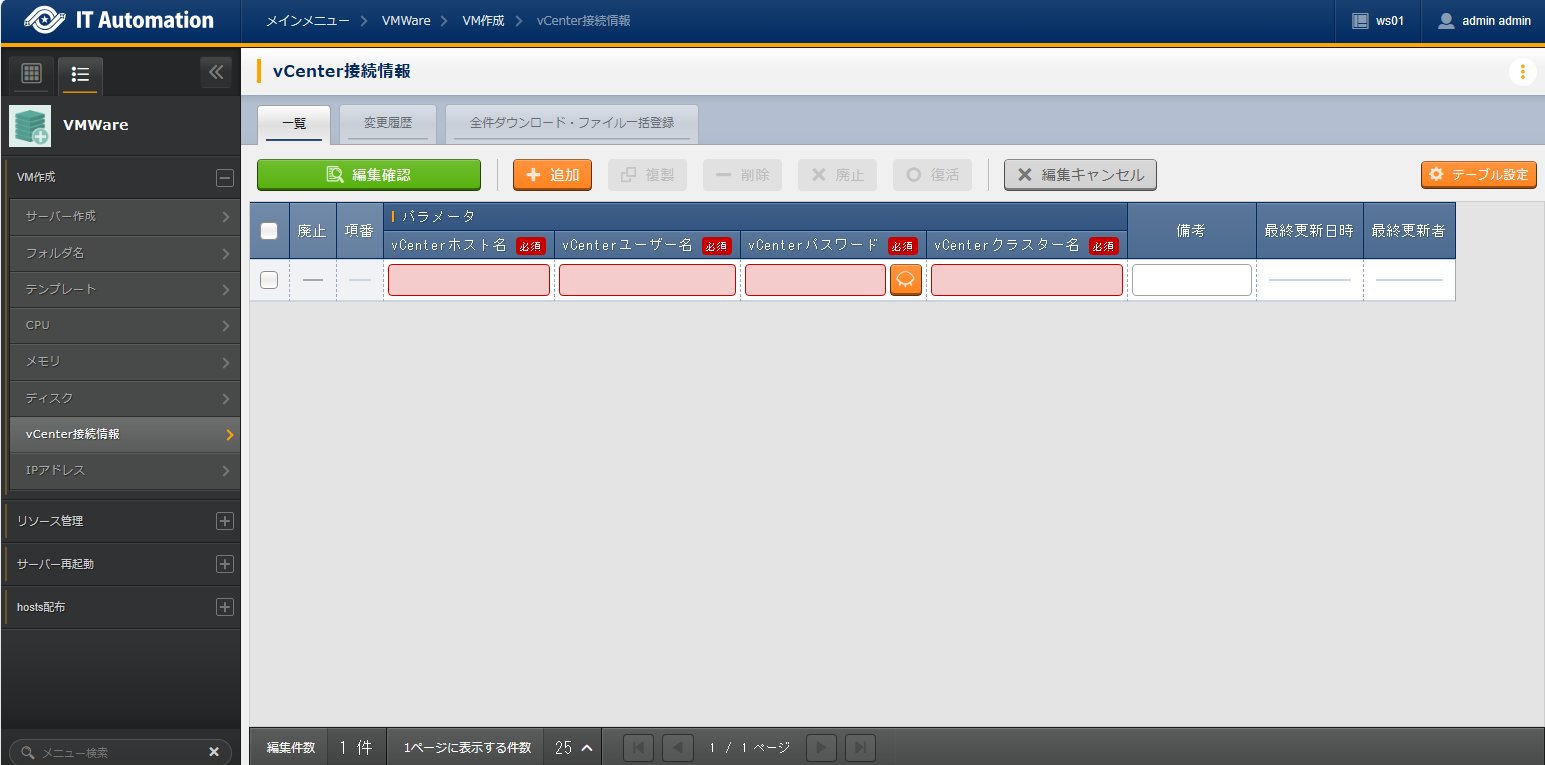 IT Automation
メインメニュー VMWare VM作成 vCenter接続情報
ws01 admin admin
vCenter接続情報
VMWare
VM作成
サーバー作成
フォルダ名
テンプレート
CPU
メモリ
ディスク
vCenter接続情報
IPアドレス
リソース管理
サーバー再起動
hosts配布
メニュー検索
一覧 変更履歴 全件ダウンロード・ファイル一括登録
編集確認 追加 複製 削除 廃止 復活 編集キャンセル テーブル設定
廃止 項番 パラメータ 備考 最終更新日時 最終更新者
vCenterホスト名 必須 vCenterユーザー名 必須 vCenterパスワード 必須 vCenterクラスター名 必須
編集件数 1 件 1ページに表示する件数 25 1 / 1 ページ